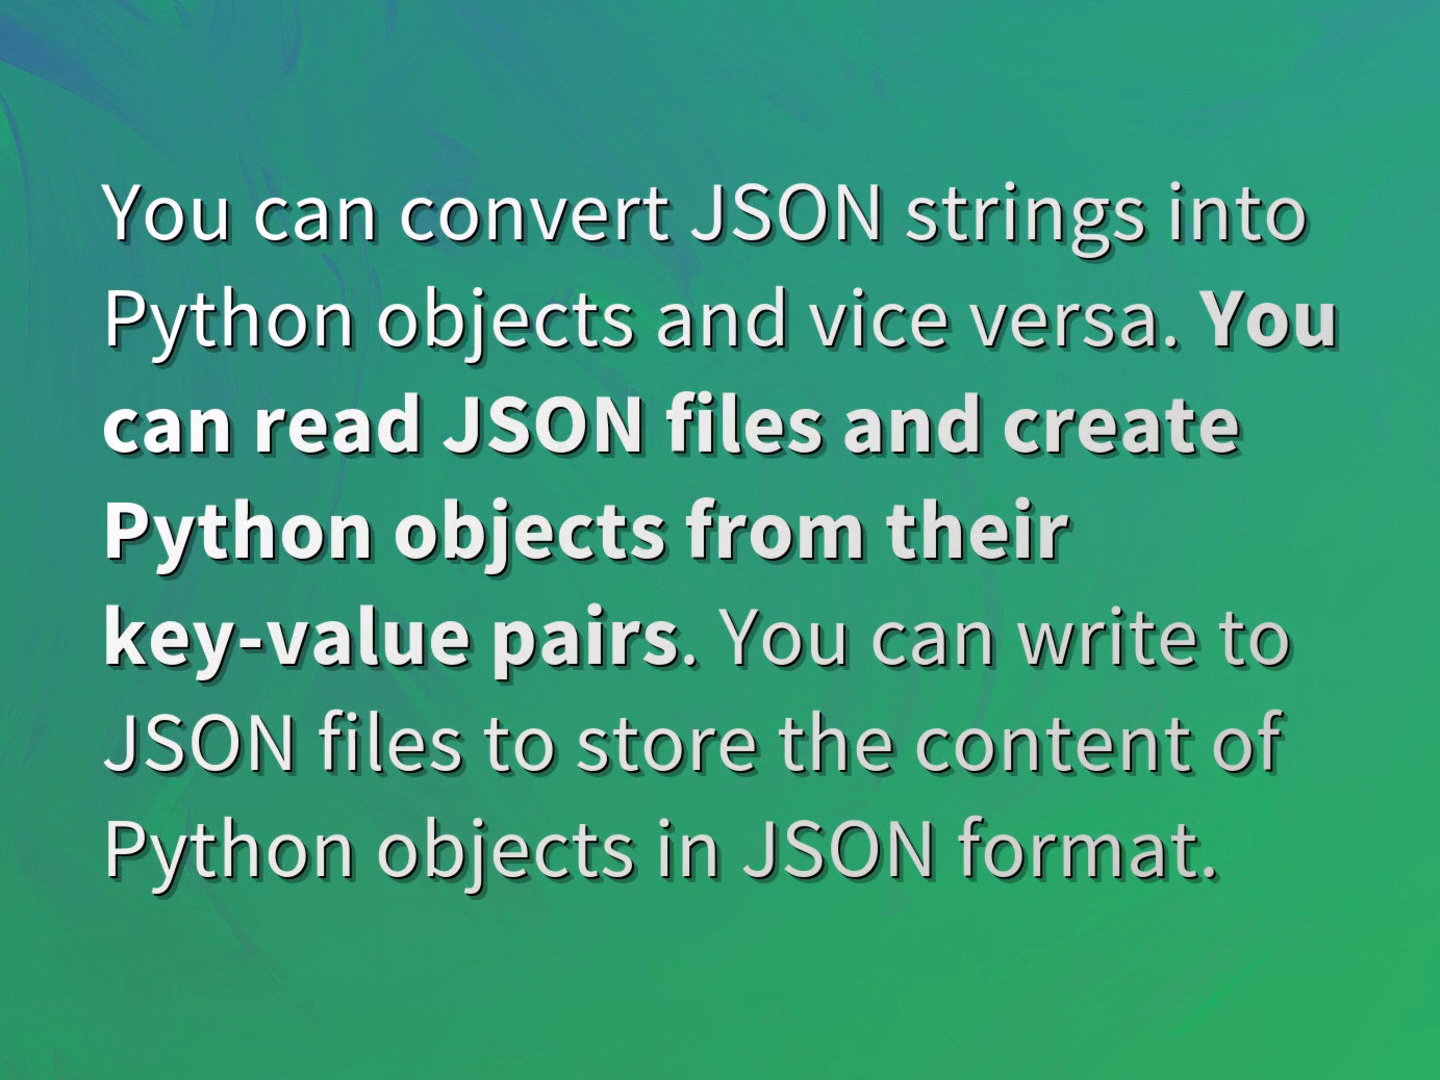 You can convert JSON strings into
Python objects and vice versa. You
can read JSON files and create
Python objects from their
key-value pairs. You can write to
JSON files to store the content of
Python objects in JSON format.